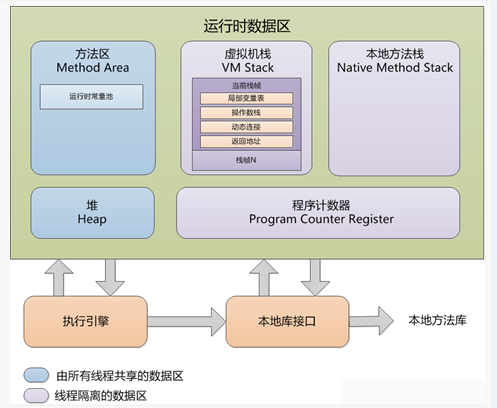 运行时数据区
方法区
Method Area
运行时常量池
虚拟机栈
VM Stack
当前栈帧
局部变量表
操作数栈
动态连接
返回地址
栈帧N
本地方法栈
Native Method Stack
堆
Heap
程序计数器
Program Counter Register
执行引擎
本地库接口
本地方法库
由所有线程共享的数据区
线程隔离的数据区